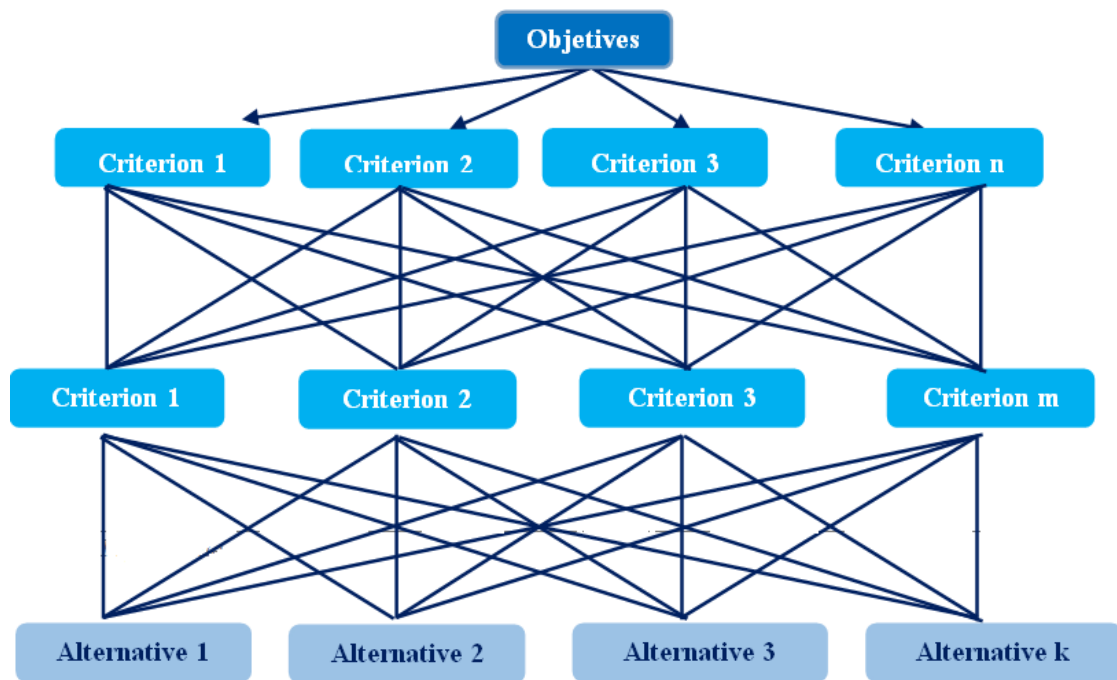 Objetives
Criterion 1
Criterion 2
Criterion 3
Criterion n
Criterion 1
Criterion 2
Criterion 3
Criterion m
Alternative 1
Alternative 2
Alternative 3
Alternative k